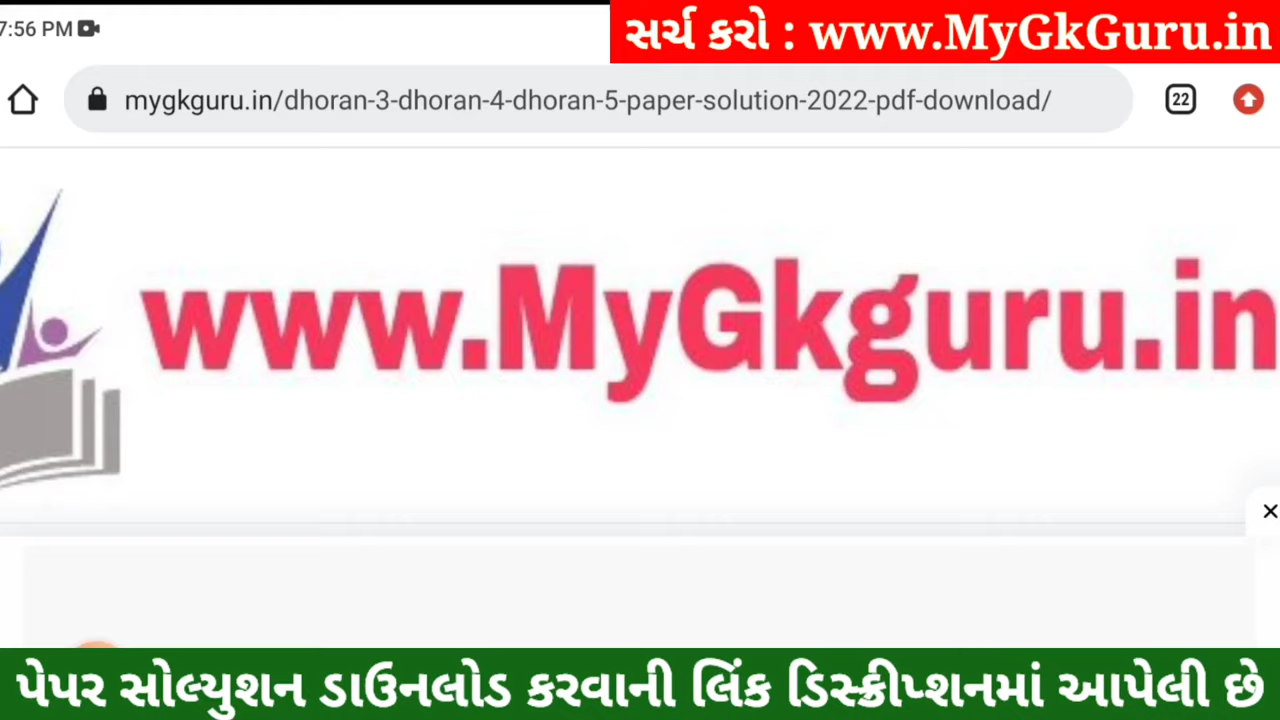 7:56 PM
સર્ચ કરો : www.MyGkGuru.in
mygkguru.in/dhoran-3-dhoran-4-dhoran-5-paper-solution-2022-pdf-download/
22
www.MyGkguru.in
પેપર સોલ્યુશન ડાઉનલોડ કરવાની લિંક ડિસ્ક્રીપ્શનમાં આપેલી છે